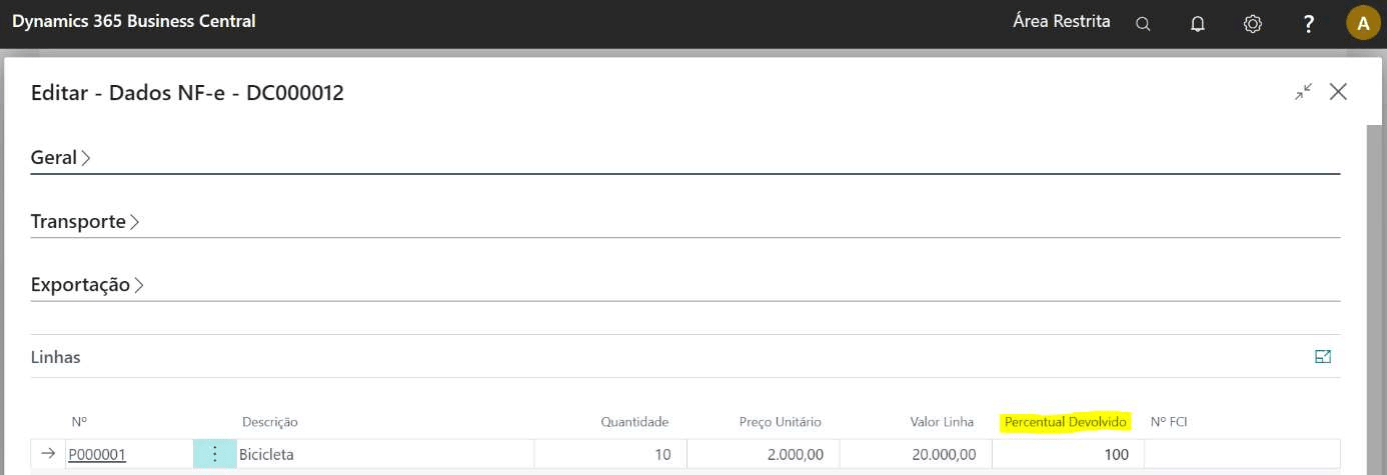 Dynamics 365 Business Central
Área Restrita
?
A
Editar - Dados NF-e - DC000012
Geral
Transporte
Exportação
Linhas
Nº Descrição Quantidade Preço Unitário Valor Linha Percentual Devolvido Nº FCI
P000001 Bicicleta 10 2.000,00 20.000,00 100